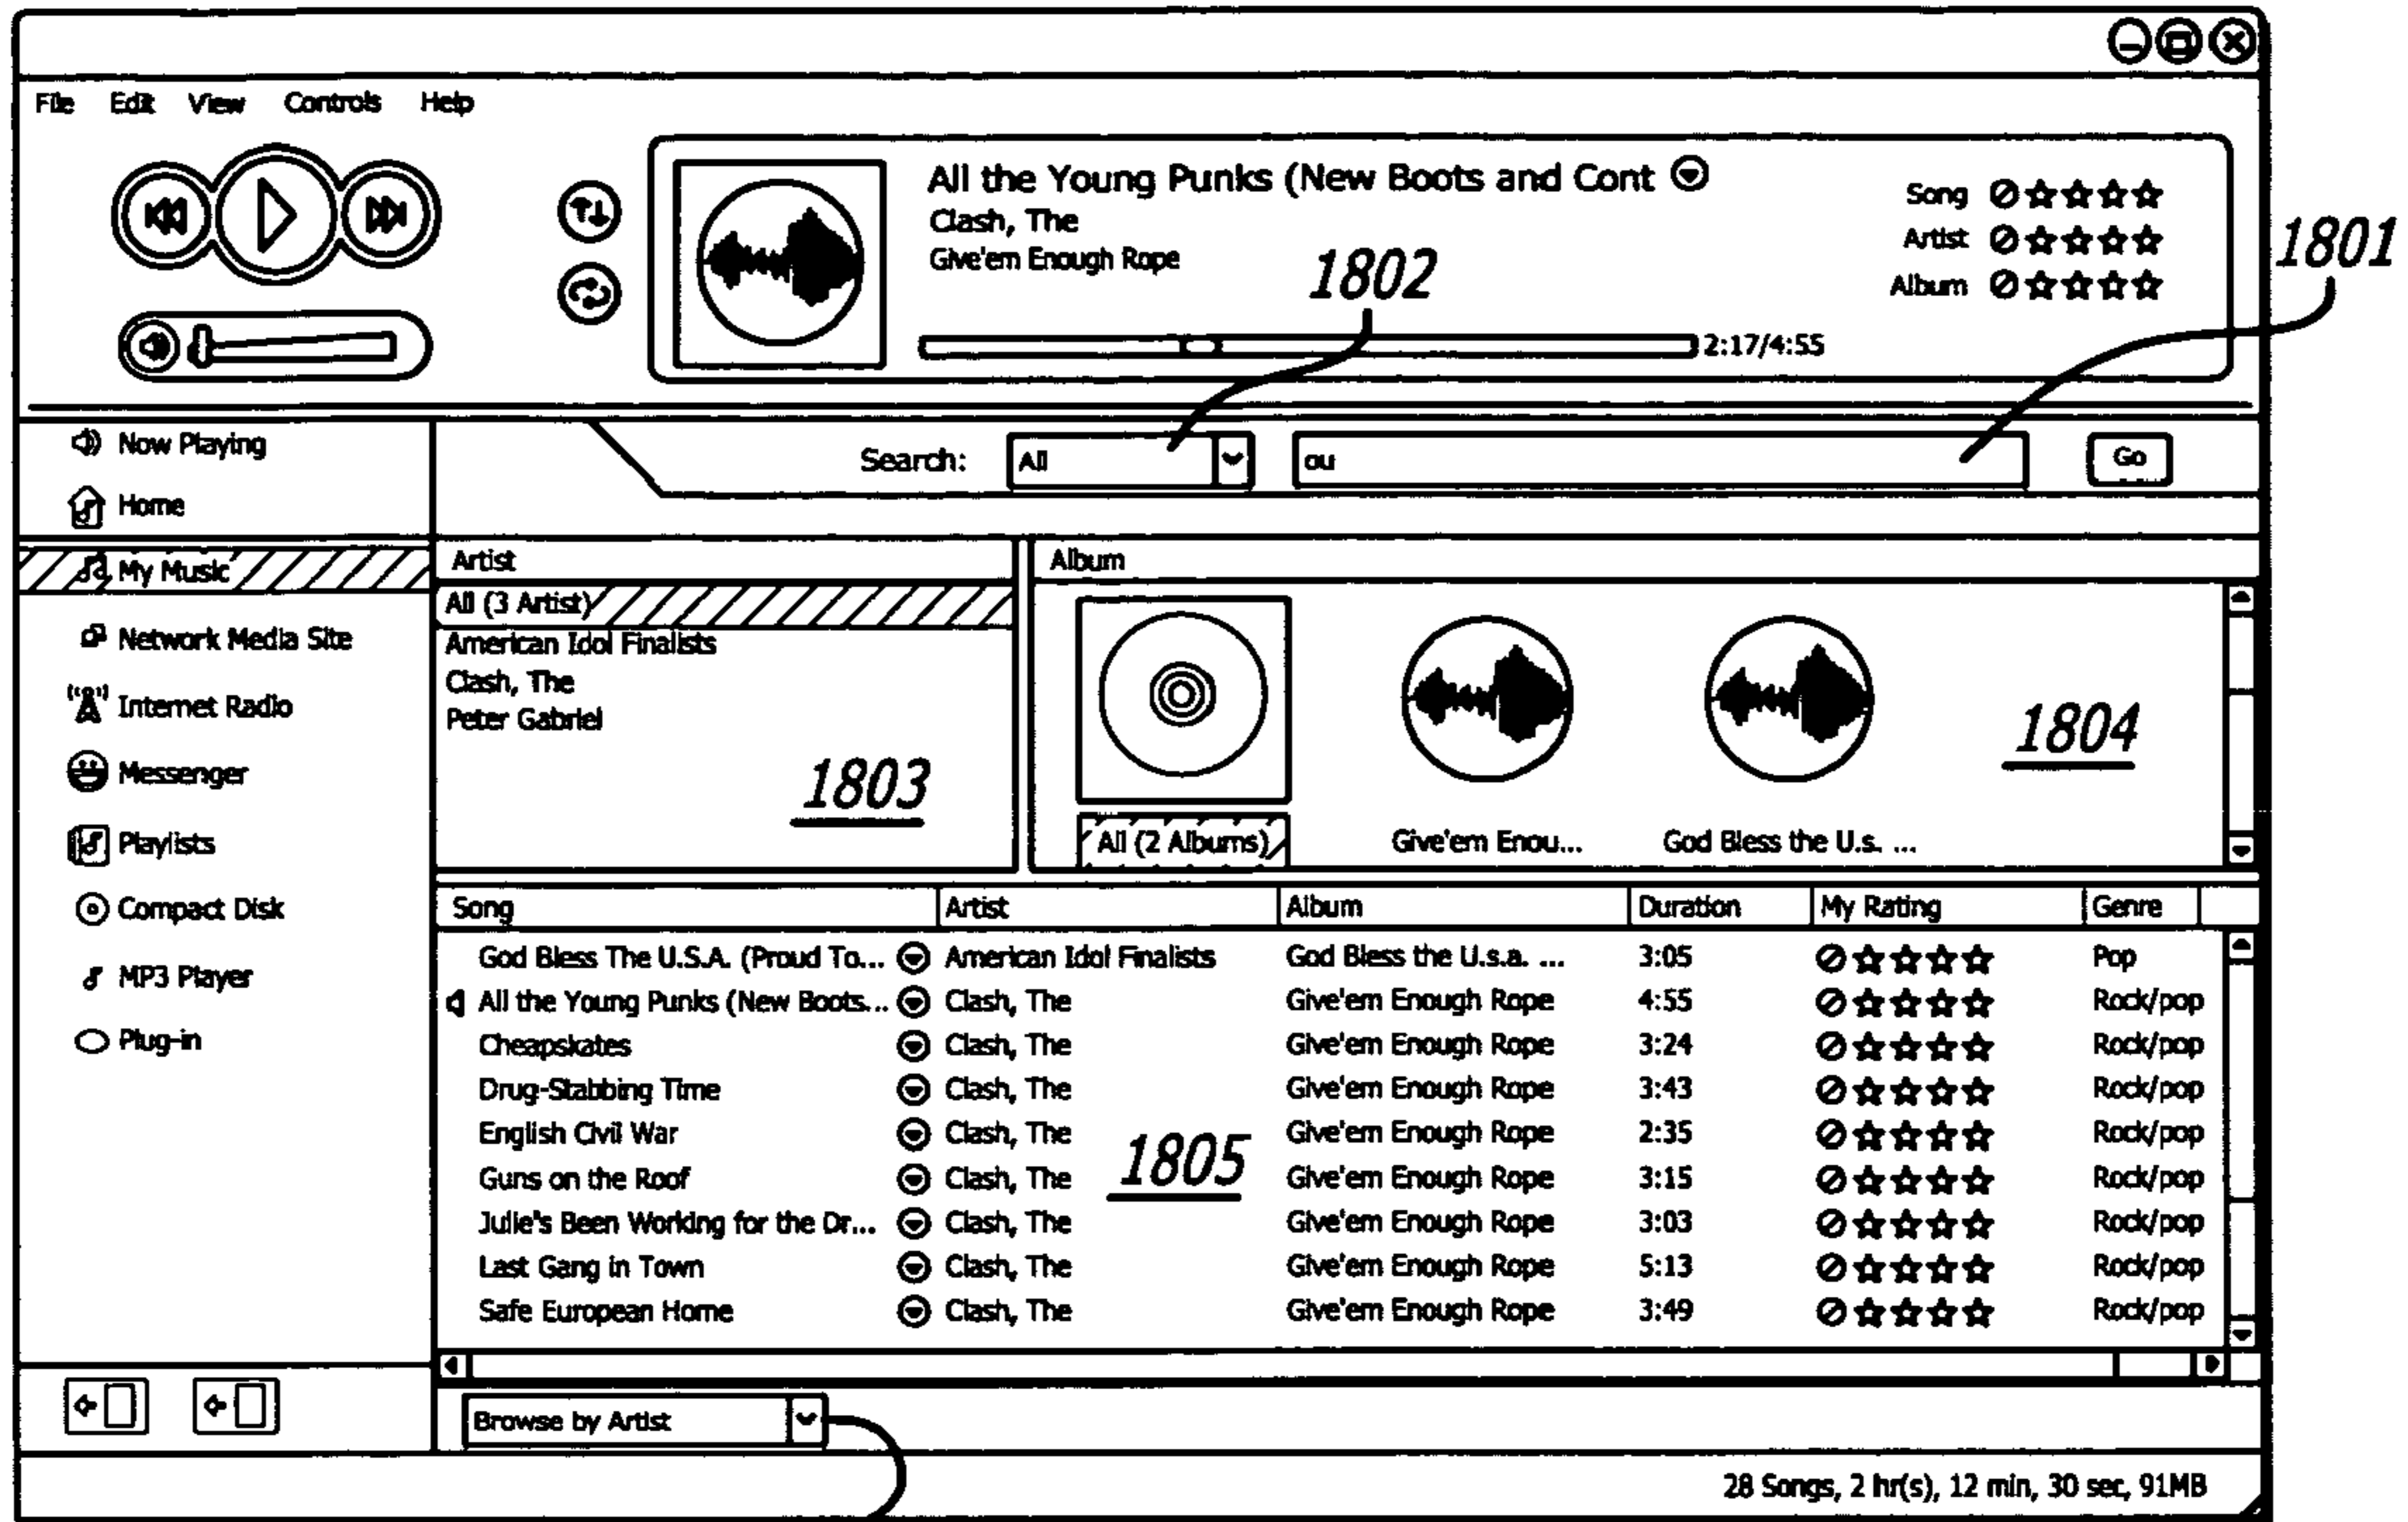 File Edit View Controls Help
All the Young Punks (New Boots and Cont
Clash, The
Give'em Enough Rope
Song
Artist
Album
1801
1802
2:17/4:55
Now Playing
Home
Search: All ou Go
My Music
Network Media Site
Internet Radio
Messenger
Playlists
Compact Disk
MP3 Player
Plug-in
Artist
All (3 Artist)
American Idol Finalists
Clash, The
Peter Gabriel
1803
Album
1804
All (2 Albums) Give'em Enou... God Bless the U.s. ...
Song Artist Album Duration My Rating Genre
God Bless The U.S.A. (Proud To... American Idol Finalists God Bless the U.s.a. ... 3:05 Pop
All the Young Punks (New Boots... Clash, The Give'em Enough Rope 4:55 Rock/pop
Cheapskates Clash, The Give'em Enough Rope 3:24 Rock/pop
Drug-Stabbing Time Clash, The Give'em Enough Rope 3:43 Rock/pop
English Civil War Clash, The Give'em Enough Rope 2:35 Rock/pop
Guns on the Roof Clash, The Give'em Enough Rope 3:15 Rock/pop
Julie's Been Working for the Dr... Clash, The Give'em Enough Rope 3:03 Rock/pop
Last Gang in Town Clash, The Give'em Enough Rope 5:13 Rock/pop
Safe European Home Clash, The Give'em Enough Rope 3:49 Rock/pop
1805
Browse by Artist
28 Songs, 2 hr(s), 12 min, 30 sec, 91MB